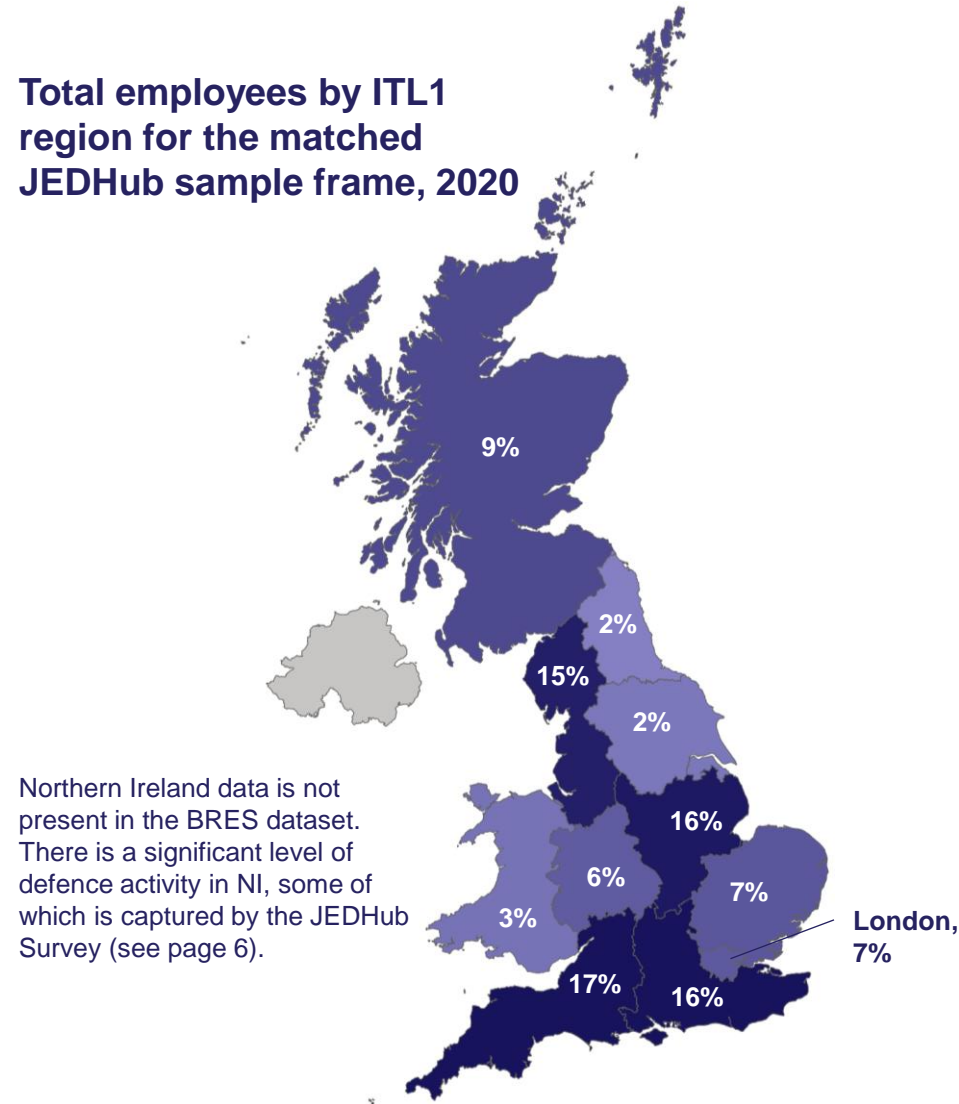 Total employees by ITL1
region for the matched
JEDHub sample frame, 2020
9%
2%
15%
2%
16%
6%
7%
3%
London,
7%
17%
16%
Northern Ireland data is not
present in the BRES dataset.
There is a significant level of
defence activity in NI, some of
which is captured by the JEDHub
Survey (see page 6).